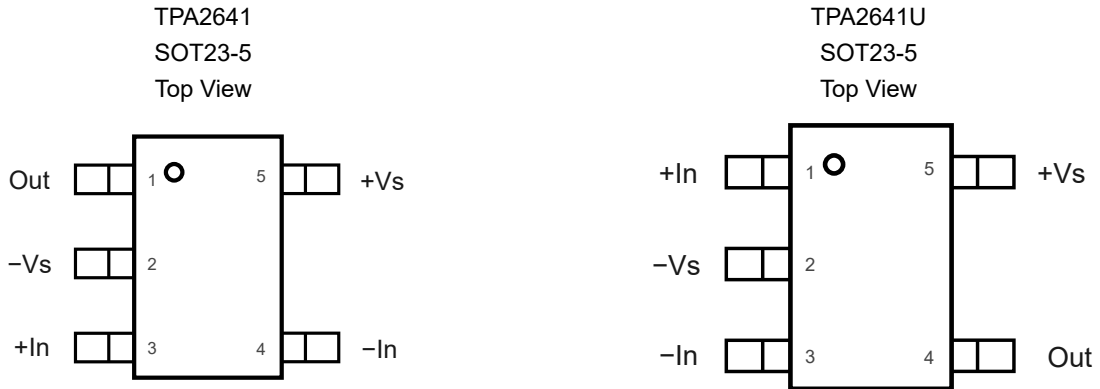 TPA2641
SOT23-5
Top View
Out 1 5 +Vs
−Vs 2
+In 3 4 −In
TPA2641U
SOT23-5
Top View
+In 1 5 +Vs
−Vs 2
−In 3 4 Out